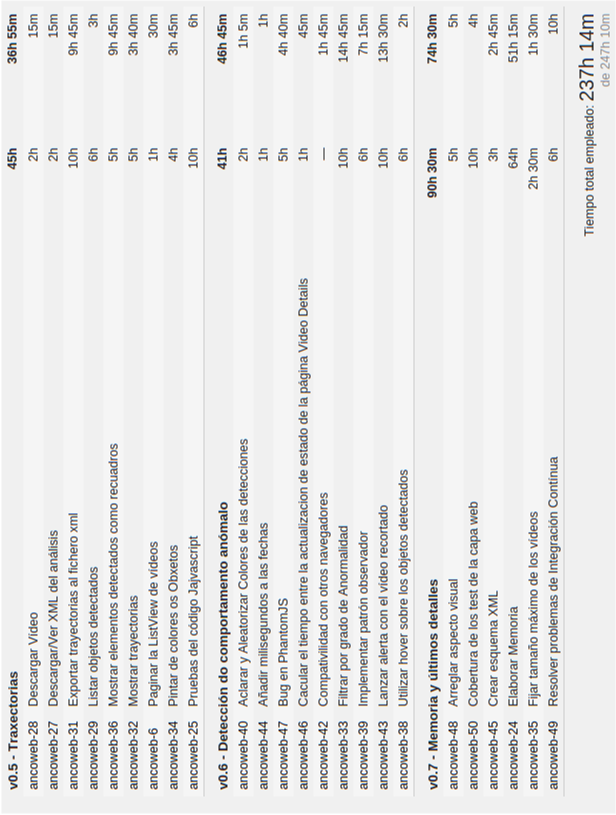 v0.5 - Traxectorias 45h 36h 55m
ancoweb-28 Descargar Vídeo 2h 15m
ancoweb-27 Descargar/Ver XML del análisis 2h 15m
ancoweb-31 Exportar trayectorias al fichero xml 10h 9h 45m
ancoweb-29 Listar objetos detectados 6h 3h
ancoweb-36 Mostrar elementos detectados como recuadros 5h 9h 45m
ancoweb-32 Mostrar trayectorias 5h 3h 40m
ancoweb-6 Paginar la ListView de vídeos 1h 30m
ancoweb-34 Pintar de colores os Obxetos 4h 3h 45m
ancoweb-25 Pruebas del código Jajvascript 10h 6h
v0.6 - Detección do comportamento anómalo 41h 46h 45m
ancoweb-40 Aclarar y Aleatorizar Colores de las detecciones 2h 1h 5m
ancoweb-44 Añadir milisegundos a las fechas 1h 1h
ancoweb-47 Bug en PhantomJS 5h 4h 40m
ancoweb-46 Cacular el tiempo entre la actualizacion de estado de la página Video Details 1h 45m
ancoweb-42 Compativilidad con otros navegadores — 1h 45m
ancoweb-33 Filtrar por grado de Anormalidad 10h 14h 45m
ancoweb-39 Implementar patrón observador 6h 7h 15m
ancoweb-43 Lanzar alerta con el vídeo recortado 10h 13h 30m
ancoweb-38 Utilizar hover sobre los objetos detectados 6h 2h
v0.7 - Memoria y últimos detalles 90h 30m 74h 30m
ancoweb-48 Arreglar aspecto visual 5h 5h
ancoweb-50 Cobertura de los test de la capa web 10h 4h
ancoweb-45 Crear esquema XML 3h 2h 45m
ancoweb-24 Elaborar Memoria 64h 51h 15m
ancoweb-35 Fijar tamaño máximo de los vídeos 2h 30m 1h 30m
ancoweb-49 Resolver problemas de Integración Continua 6h 10h
Tiempo total empleado: 237h 14m
de 247h 10m